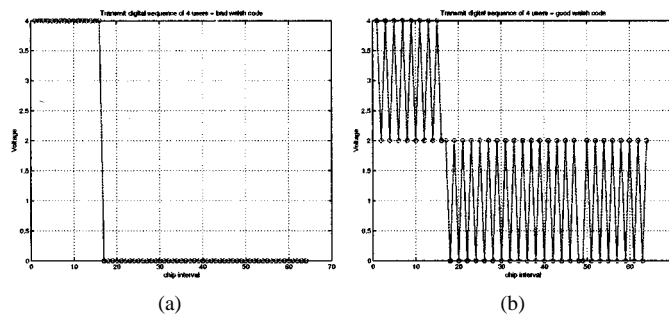 Transmit digital sequence of 4 users - bad walsh code
4
3.5
3
2.5
2
1.5
1
0.5
0
Voltage
0 10 20 30 40 50 60 70
chip interval
(a)
Transmit digital sequence of 4 users - good walsh code
4
3.5
3
2.5
2
1.5
1
0.5
0
Voltage
0 10 20 30 40 50 60
chip interval
(b)